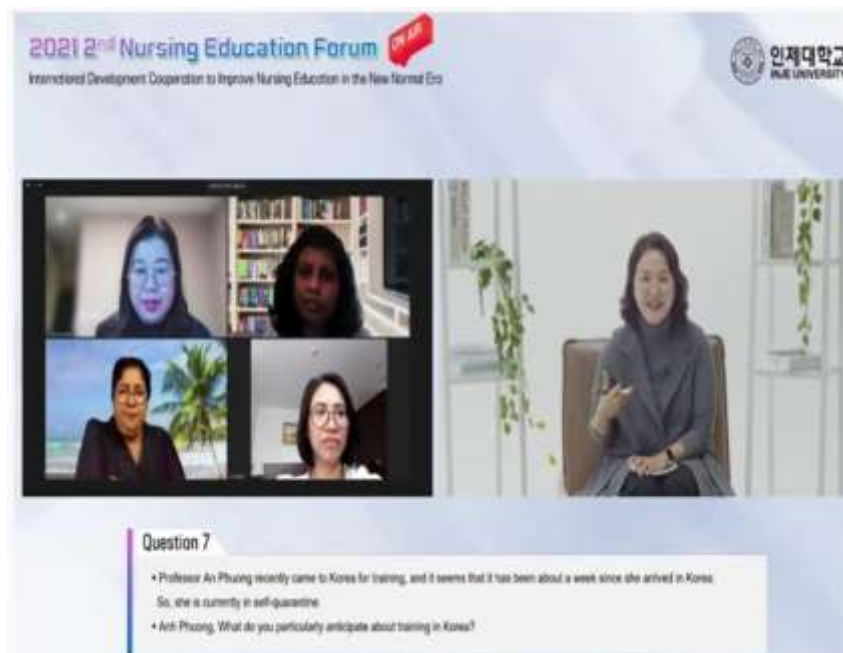 2021 2nd Nursing Education Forum
ON AIR
International Development Cooperation to Improve Nursing Education in the New Normal Era
인제대학교
INJE UNIVERSITY
Question 7
• Professor An Phuong recently came to Korea for training, and it seems that it has been about a week since she arrived in Korea.
So, she is currently in self-quarantine.
• Anh Phuong, What do you particularly anticipate about training in Korea?